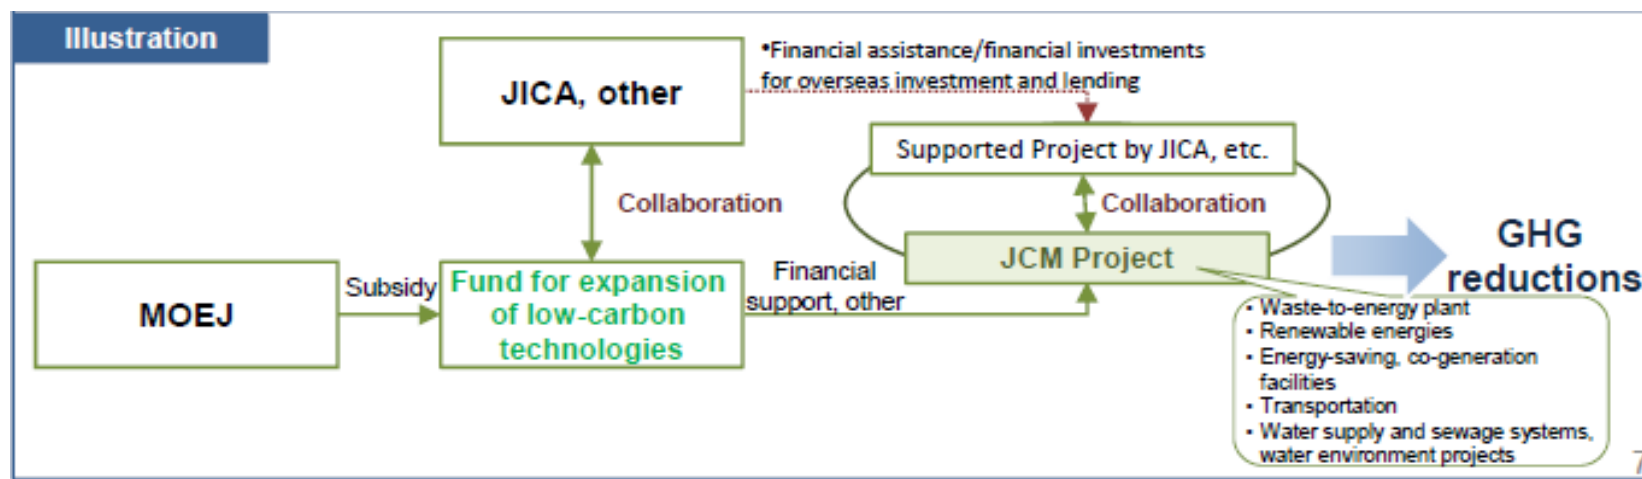 Illustration
JICA, other
•Financial assistance/financial investments
for overseas investment and lending
Supported Project by JICA, etc.
Collaboration
Collaboration
JCM Project
GHG
reductions
MOEJ
Subsidy
Fund for expansion
of low-carbon
technologies
Financial
support, other
• Waste-to-energy plant
• Renewable energies
• Energy-saving, co-generation
facilities
• Transportation
• Water supply and sewage systems,
water environment projects
7